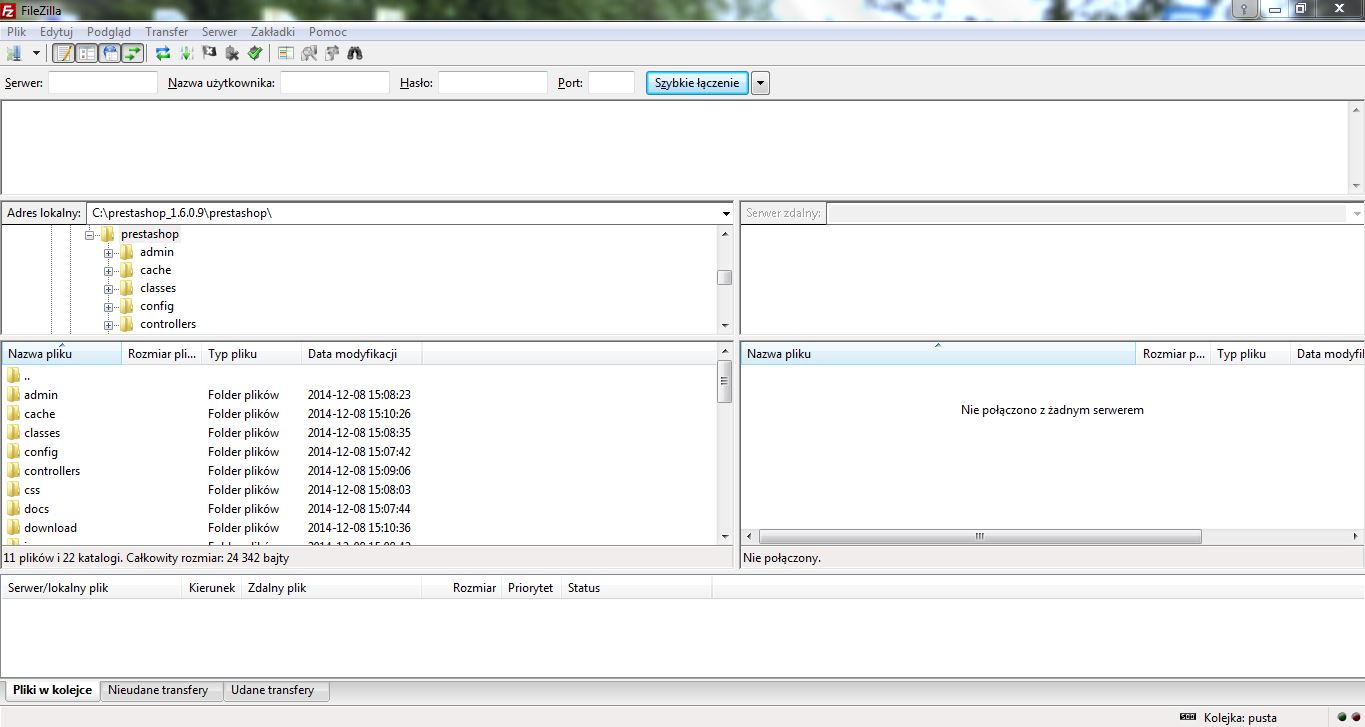 FileZilla
Plik Edytuj Podgląd Transfer Serwer Zakładki Pomoc
Serwer: Nazwa użytkownika: Hasło: Port: Szybkie łączenie
Adres lokalny: C:\prestashop_1.6.0.9\prestashop\
Serwer zdalny:
prestashop
admin
cache
classes
config
controllers
Nazwa pliku Rozmiar pli... Typ pliku Data modyfikacji
..
admin Folder plików 2014-12-08 15:08:23
cache Folder plików 2014-12-08 15:10:26
classes Folder plików 2014-12-08 15:08:35
config Folder plików 2014-12-08 15:07:42
controllers Folder plików 2014-12-08 15:09:06
css Folder plików 2014-12-08 15:08:03
docs Folder plików 2014-12-08 15:07:44
download Folder plików 2014-12-08 15:10:36
11 plików i 22 katalogi. Całkowity rozmiar: 24 342 bajty
Nazwa pliku Rozmiar p... Typ pliku Data modyfil
Nie połączono z żadnym serwerem
Nie połączony.
Serwer/lokalny plik Kierunek Zdalny plik Rozmiar Priorytet Status
Pliki w kolejce Nieudane transfery Udane transfery
Kolejka: pusta